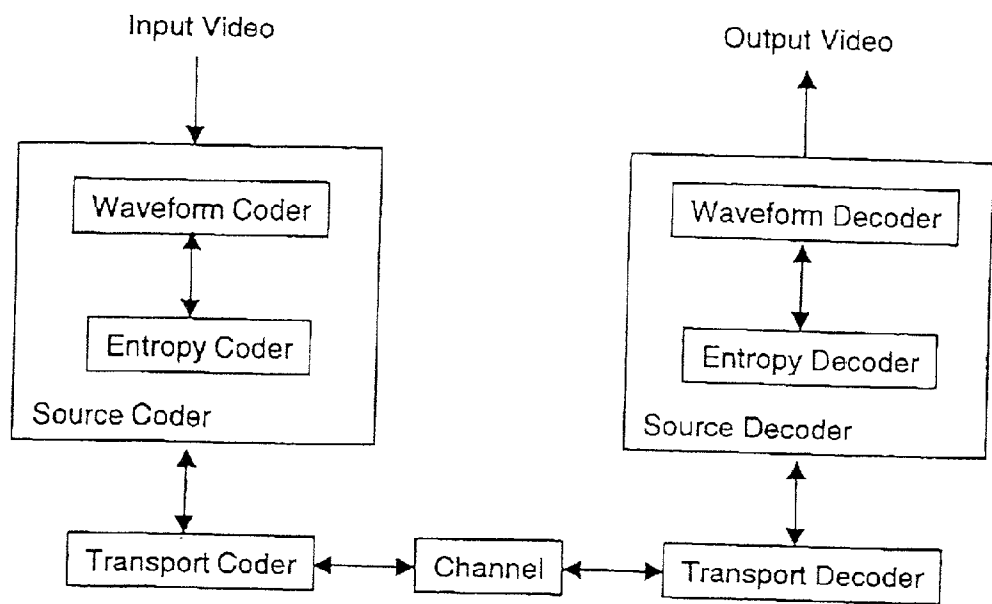 Input Video
Output Video
Waveform Coder
Entropy Coder
Source Coder
Waveform Decoder
Entropy Decoder
Source Decoder
Transport Coder
Channel
Transport Decoder